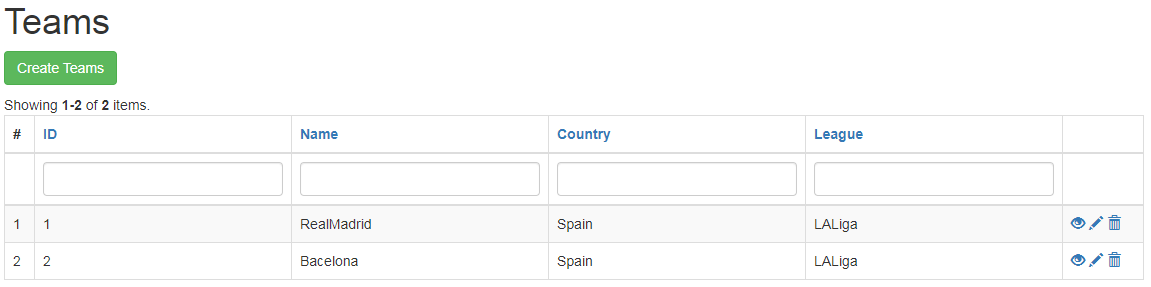 Teams
Create Teams
Showing 1-2 of 2 items.
# ID Name Country League
1 1 RealMadrid Spain LALiga
2 2 Bacelona Spain LALiga